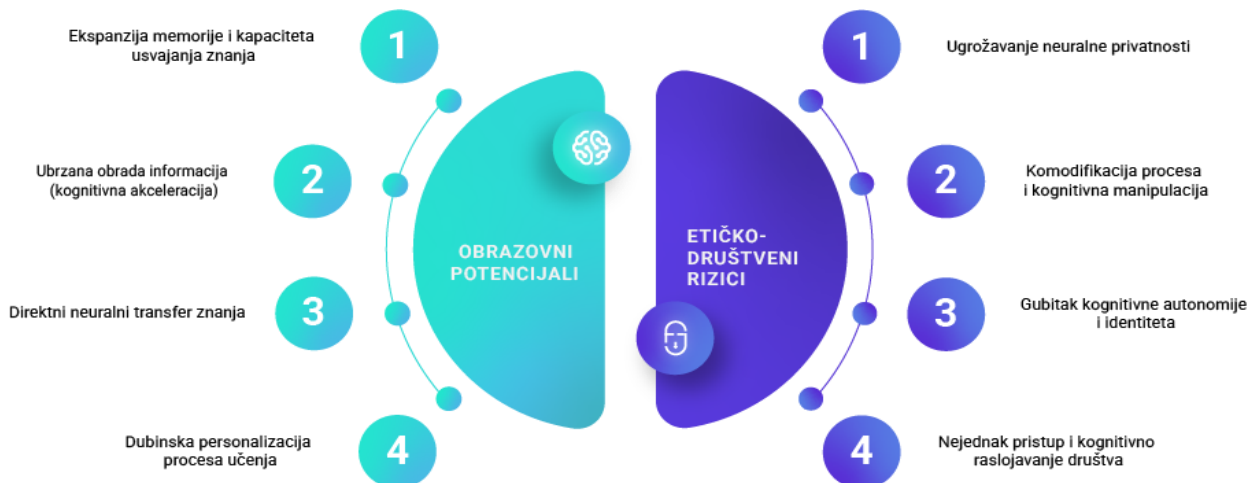 Ekspanzija memorije i kapaciteta
usvajanja znanja
1
Ubrzana obrada informacija
(kognitivna akceleracija)
2
Direktni neuralni transfer znanja
3
Dubinska personalizacija
procesa učenja
4
OBRAZOVNI
POTENCIJALI
ETIČKO-
DRUŠTVENI
RIZICI
1
Ugrožavanje neuralne privatnosti
2
Komodifikacija procesa
i kognitivna manipulacija
3
Gubitak kognitivne autonomije
i identiteta
4
Nejednak pristup i kognitivno
raslojavanje društva